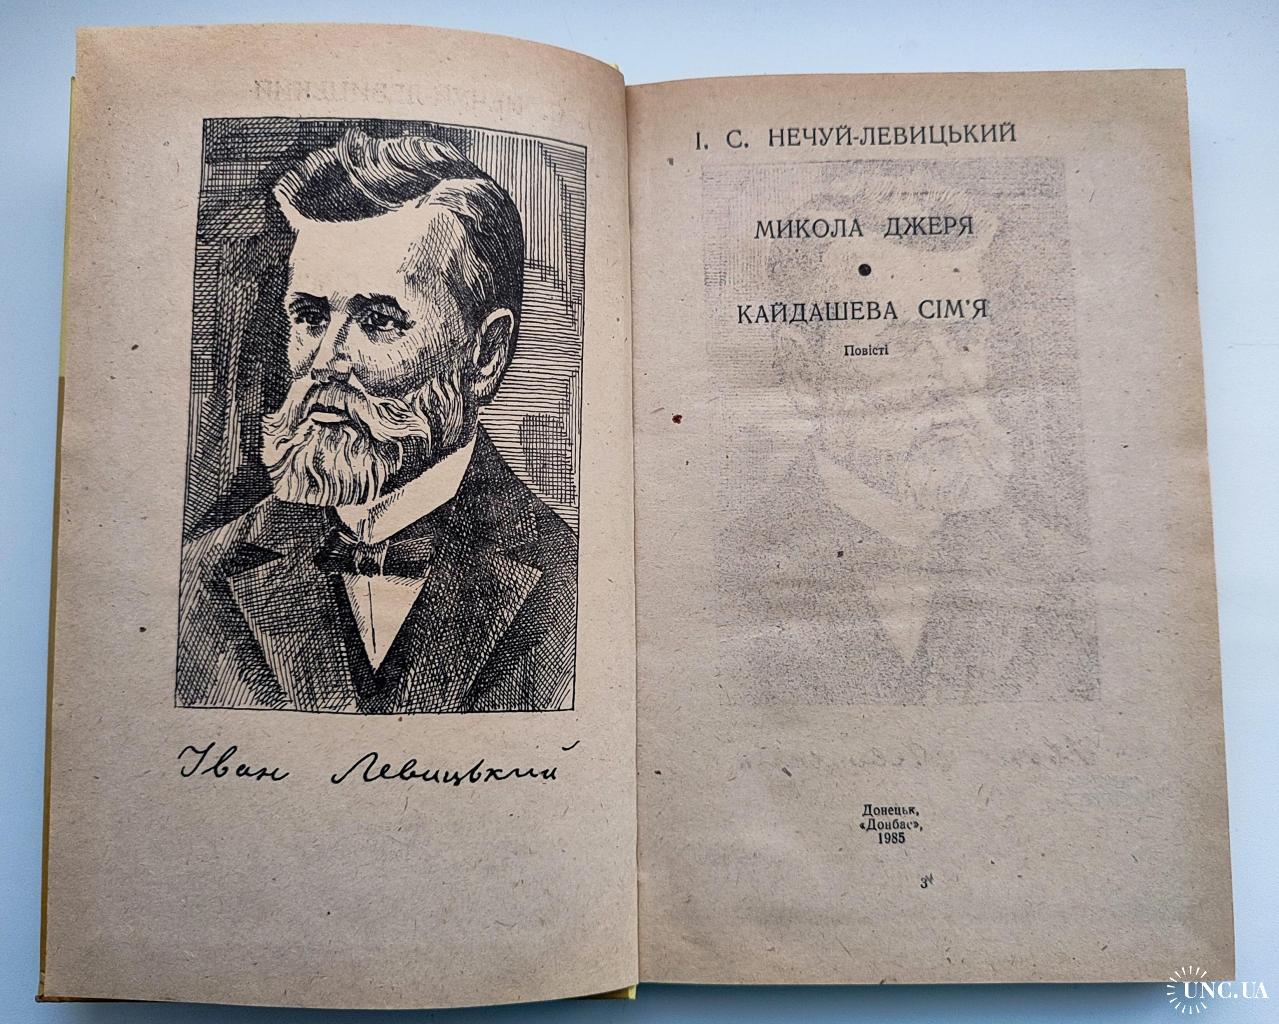 Іван Левицький
І. С. НЕЧУЙ-ЛЕВИЦЬКИЙ
МИКОЛА ДЖЕРЯ
●
КАЙДАШЕВА СІМ'Я
Повісті
Донецьк,
«Донбас»,
1985
UNC.UA